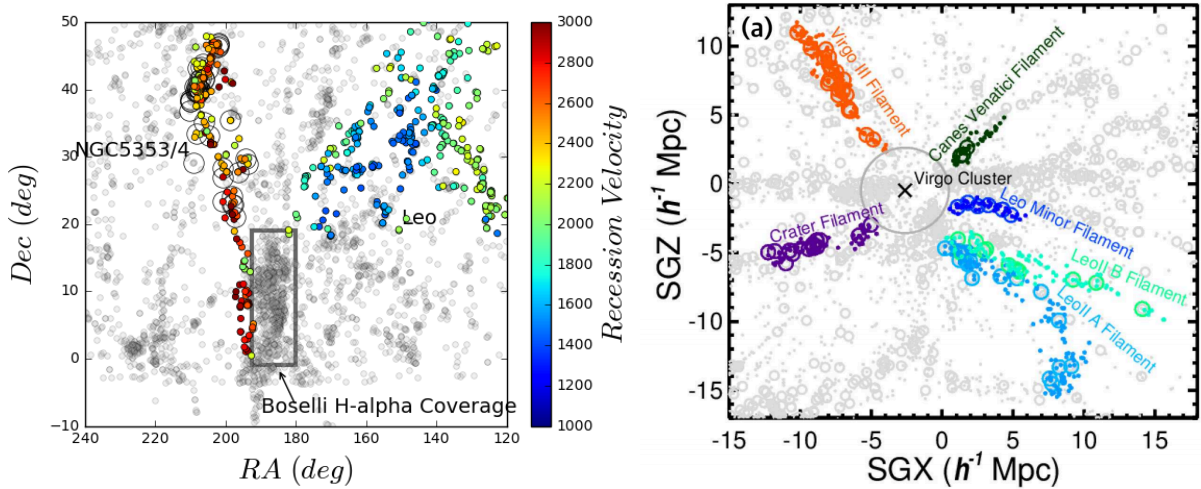 50
40
30
20
10
0
−10
240
220
200
180
160
140
120
Dec (deg)
RA (deg)
NGC5353/4
Leo
Boselli H-alpha Coverage
3000
2800
2600
2400
2200
2000
1800
1600
1400
1200
1000
Recession Velocity
(a)
10
5
0
-5
-10
-15
-15
-10
-5
0
5
10
15
SGZ (h⁻¹ Mpc)
SGX (h⁻¹ Mpc)
Virgo III Filament
Canes Venatici Filament
Virgo Cluster
Crater Filament
Leo Minor Filament
LeoII B Filament
LeoII A Filament